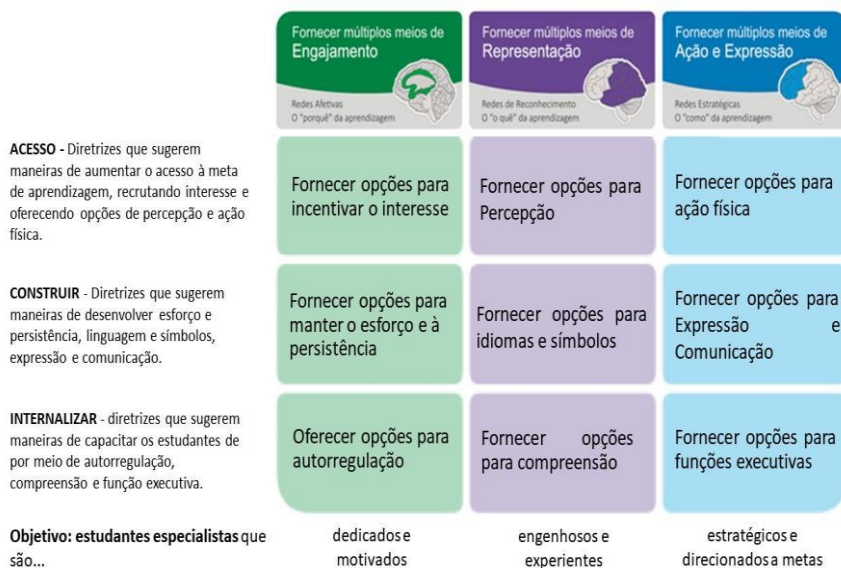 Fornecer múltiplos meios de
Engajamento
Redes Afetivas
O "porquê" da aprendizagem
Fornecer múltiplos meios de
Representação
Redes de Reconhecimento
O "o quê" da aprendizagem
Fornecer múltiplos meios de
Ação e Expressão
Redes Estratégicas
O "como" da aprendizagem
ACESSO - Diretrizes que sugerem
maneiras de aumentar o acesso à meta
de aprendizagem, recrutando interesse e
oferecendo opções de percepção e ação
física.
Fornecer opções para
incentivar o interesse
Fornecer opções para
Percepção
Fornecer opções para
ação física
CONSTRUIR - Diretrizes que sugerem
maneiras de desenvolver esforço e
persistência, linguagem e símbolos,
expressão e comunicação.
Fornecer opções para
manter o esforço e à
persistência
Fornecer opções para
idiomas e símbolos
Fornecer opções para
Expressão e
Comunicação
INTERNALIZAR - diretrizes que sugerem
maneiras de capacitar os estudantes de
por meio de autorregulação,
compreensão e função executiva.
Oferecer opções para
autorregulação
Fornecer opções
para compreensão
Fornecer opções para
funções executivas
Objetivo: estudantes especialistas que
são...
dedicados e
motivados
engenhosos e
experientes
estratégicos e
direcionados a metas